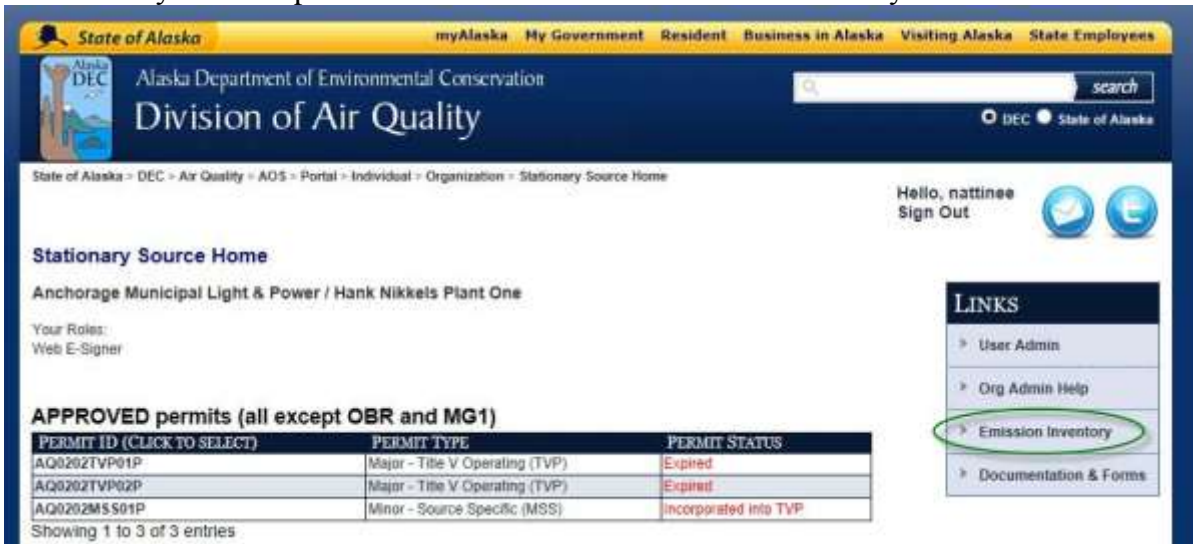 State of Alaska myAlaska My Government Resident Business in Alaska Visiting Alaska State Employees
Alaska DEC
Alaska Department of Environmental Conservation
Division of Air Quality
search
DEC State of Alaska
State of Alaska > DEC > Air Quality > AOS > Portal > Individual > Organization > Stationary Source Home
Hello, nattinee
Sign Out
Stationary Source Home
Anchorage Municipal Light & Power / Hank Nikkels Plant One
Your Roles:
Web E-Signer
LINKS
User Admin
Org Admin Help
Emission Inventory
Documentation & Forms
APPROVED permits (all except OBR and MG1)
PERMIT ID (CLICK TO SELECT) PERMIT TYPE PERMIT STATUS
AQ0202TVP01P Major - Title V Operating (TVP) Expired
AQ0202TVP02P Major - Title V Operating (TVP) Expired
AQ0202MSS01P Minor - Source Specific (MSS) Incorporated into TVP
Showing 1 to 3 of 3 entries